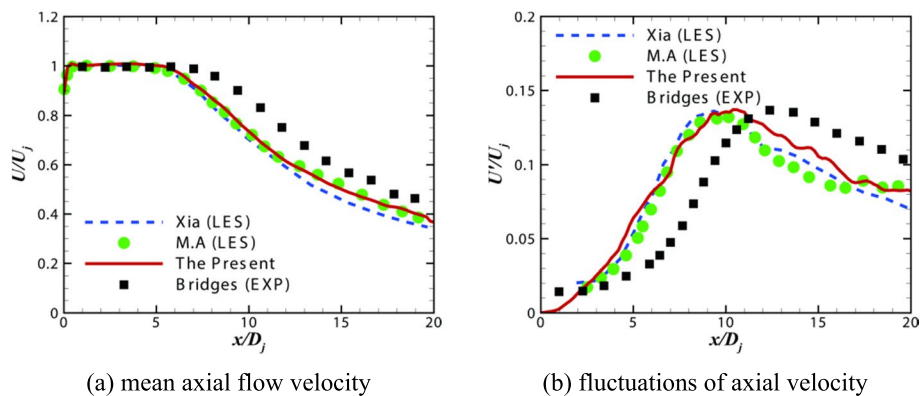 1.2
1
0.8
0.6
0.4
0.2
0
U/Uj
Xia (LES)
M.A (LES)
The Present
Bridges (EXP)
0 5 10 15 20
x/Dj
(a) mean axial flow velocity
0.2
0.15
0.1
0.05
0
U'/Uj
Xia (LES)
M.A (LES)
The Present
Bridges (EXP)
0 5 10 15 20
x/Dj
(b) fluctuations of axial velocity